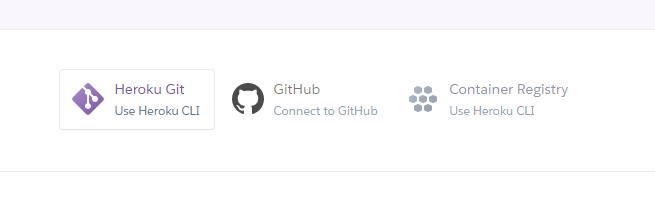 Heroku Git
Use Heroku CLI
GitHub
Connect to GitHub
Container Registry
Use Heroku CLI